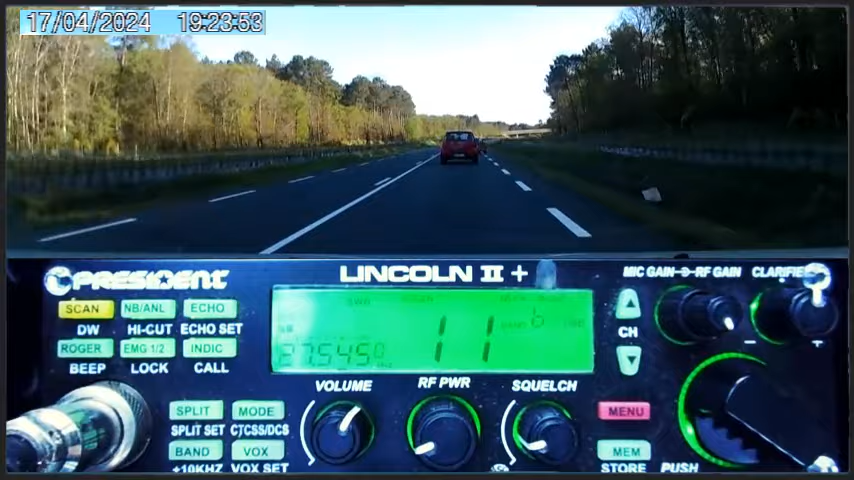 17/04/2024 19:23:53
PRESIDENT LINCOLN II + MIC GAIN RF GAIN CLARIFIE
SCAN NB/ANL ECHO
DW HI-CUT ECHO SET
ROGER EMG 1/2 INDIC
BEEP LOCK CALL
11
27.5450
CH
VOLUME RF PWR SQUELCH
SPLIT MODE
SPLIT SET CTCSS/DCS
BAND VOX
+10KHZ VOX SET
MENU
MEM
STORE PUSH